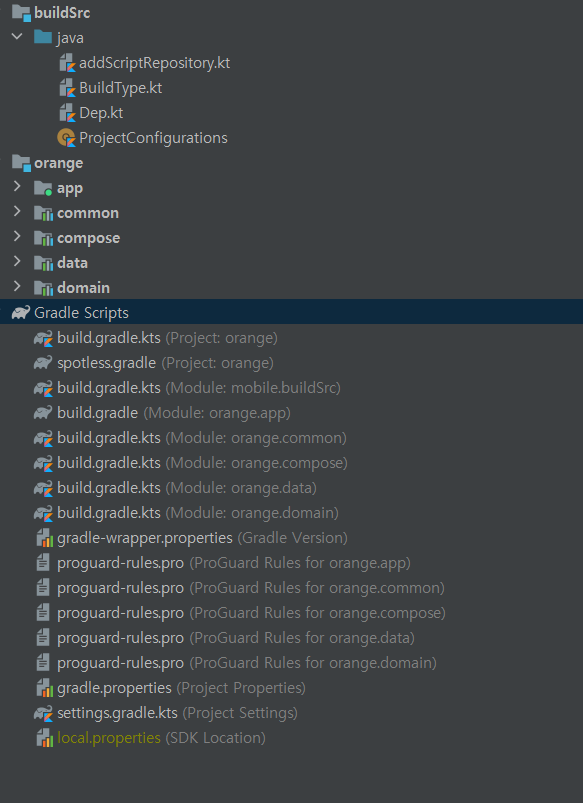 buildSrc
java
addScriptRepository.kt
BuildType.kt
Dep.kt
ProjectConfigurations
orange
app
common
compose
data
domain
Gradle Scripts
build.gradle.kts (Project: orange)
spotless.gradle (Project: orange)
build.gradle.kts (Module: mobile.buildSrc)
build.gradle (Module: orange.app)
build.gradle.kts (Module: orange.common)
build.gradle.kts (Module: orange.compose)
build.gradle.kts (Module: orange.data)
build.gradle.kts (Module: orange.domain)
gradle-wrapper.properties (Gradle Version)
proguard-rules.pro (ProGuard Rules for orange.app)
proguard-rules.pro (ProGuard Rules for orange.common)
proguard-rules.pro (ProGuard Rules for orange.compose)
proguard-rules.pro (ProGuard Rules for orange.data)
proguard-rules.pro (ProGuard Rules for orange.domain)
gradle.properties (Project Properties)
settings.gradle.kts (Project Settings)
local.properties (SDK Location)